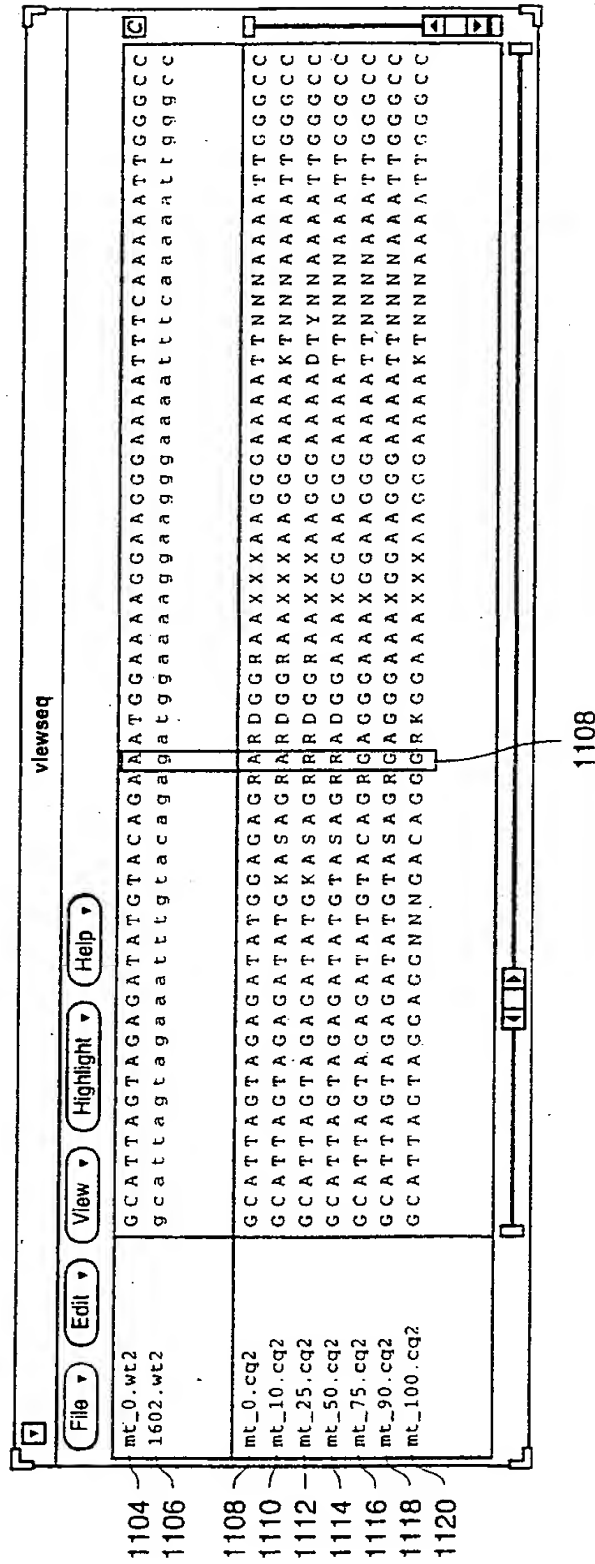 viewseq
File Edit View Highlight Help
1104 mt_0.wt2 G C A T T A G T A G A G A T A T G T A C A G A A A T G G A A A A G G A A G G G A A A A T T T C A A A A A T T G G G C C C
1106 1602.wt2 g c a t t a g t a g a a a t t t g t a c a g a g a t g g a a a a g g a a g g g a a a a t t t c a a a a a t t g g g c c
1108 mt_0.cq2 G C A T T A G T A G A G A T A T G G A G A G R A R D G G R A A X X X A A G G G A A A A T T N N N A A A A T T G G G C C
1110 mt_10.cq2 G C A T T A G T A G A G A T A T G K A S A G R A R D G G R A A X X X A A G G G A A A A K T N N N A A A A T T G G G C C
1112 mt_25.cq2 G C A T T A G T A G A G A T A T G K A S A G R R R D G G R A A X X X A A G G G A A A A D T Y N N A A A A T T G G G C C
1114 mt_50.cq2 G C A T T A G T A G A G A T A T G T A S A G R R A D G G A A A X G G A A G G G A A A A T T N N N N A A A T T G G G C C
1116 mt_75.cq2 G C A T T A G T A G A G A T A T G T A C A G R G A G G G A A A X G G A A G G G A A A A T T N N N N A A A T T G G G C C
1118 mt_90.cq2 G C A T T A G T A G A G A T A T G T A S A G R G A G G G A A A X G G A A G G G A A A A T T N N N N A A A T T G G G C C
1120 mt_100.cq2 G C A T T A G T A G G A C G N N N G A C A G G G R K G G A A A X X X A A G G G A A A A K T N N N A A A A T T G G G C C
1108